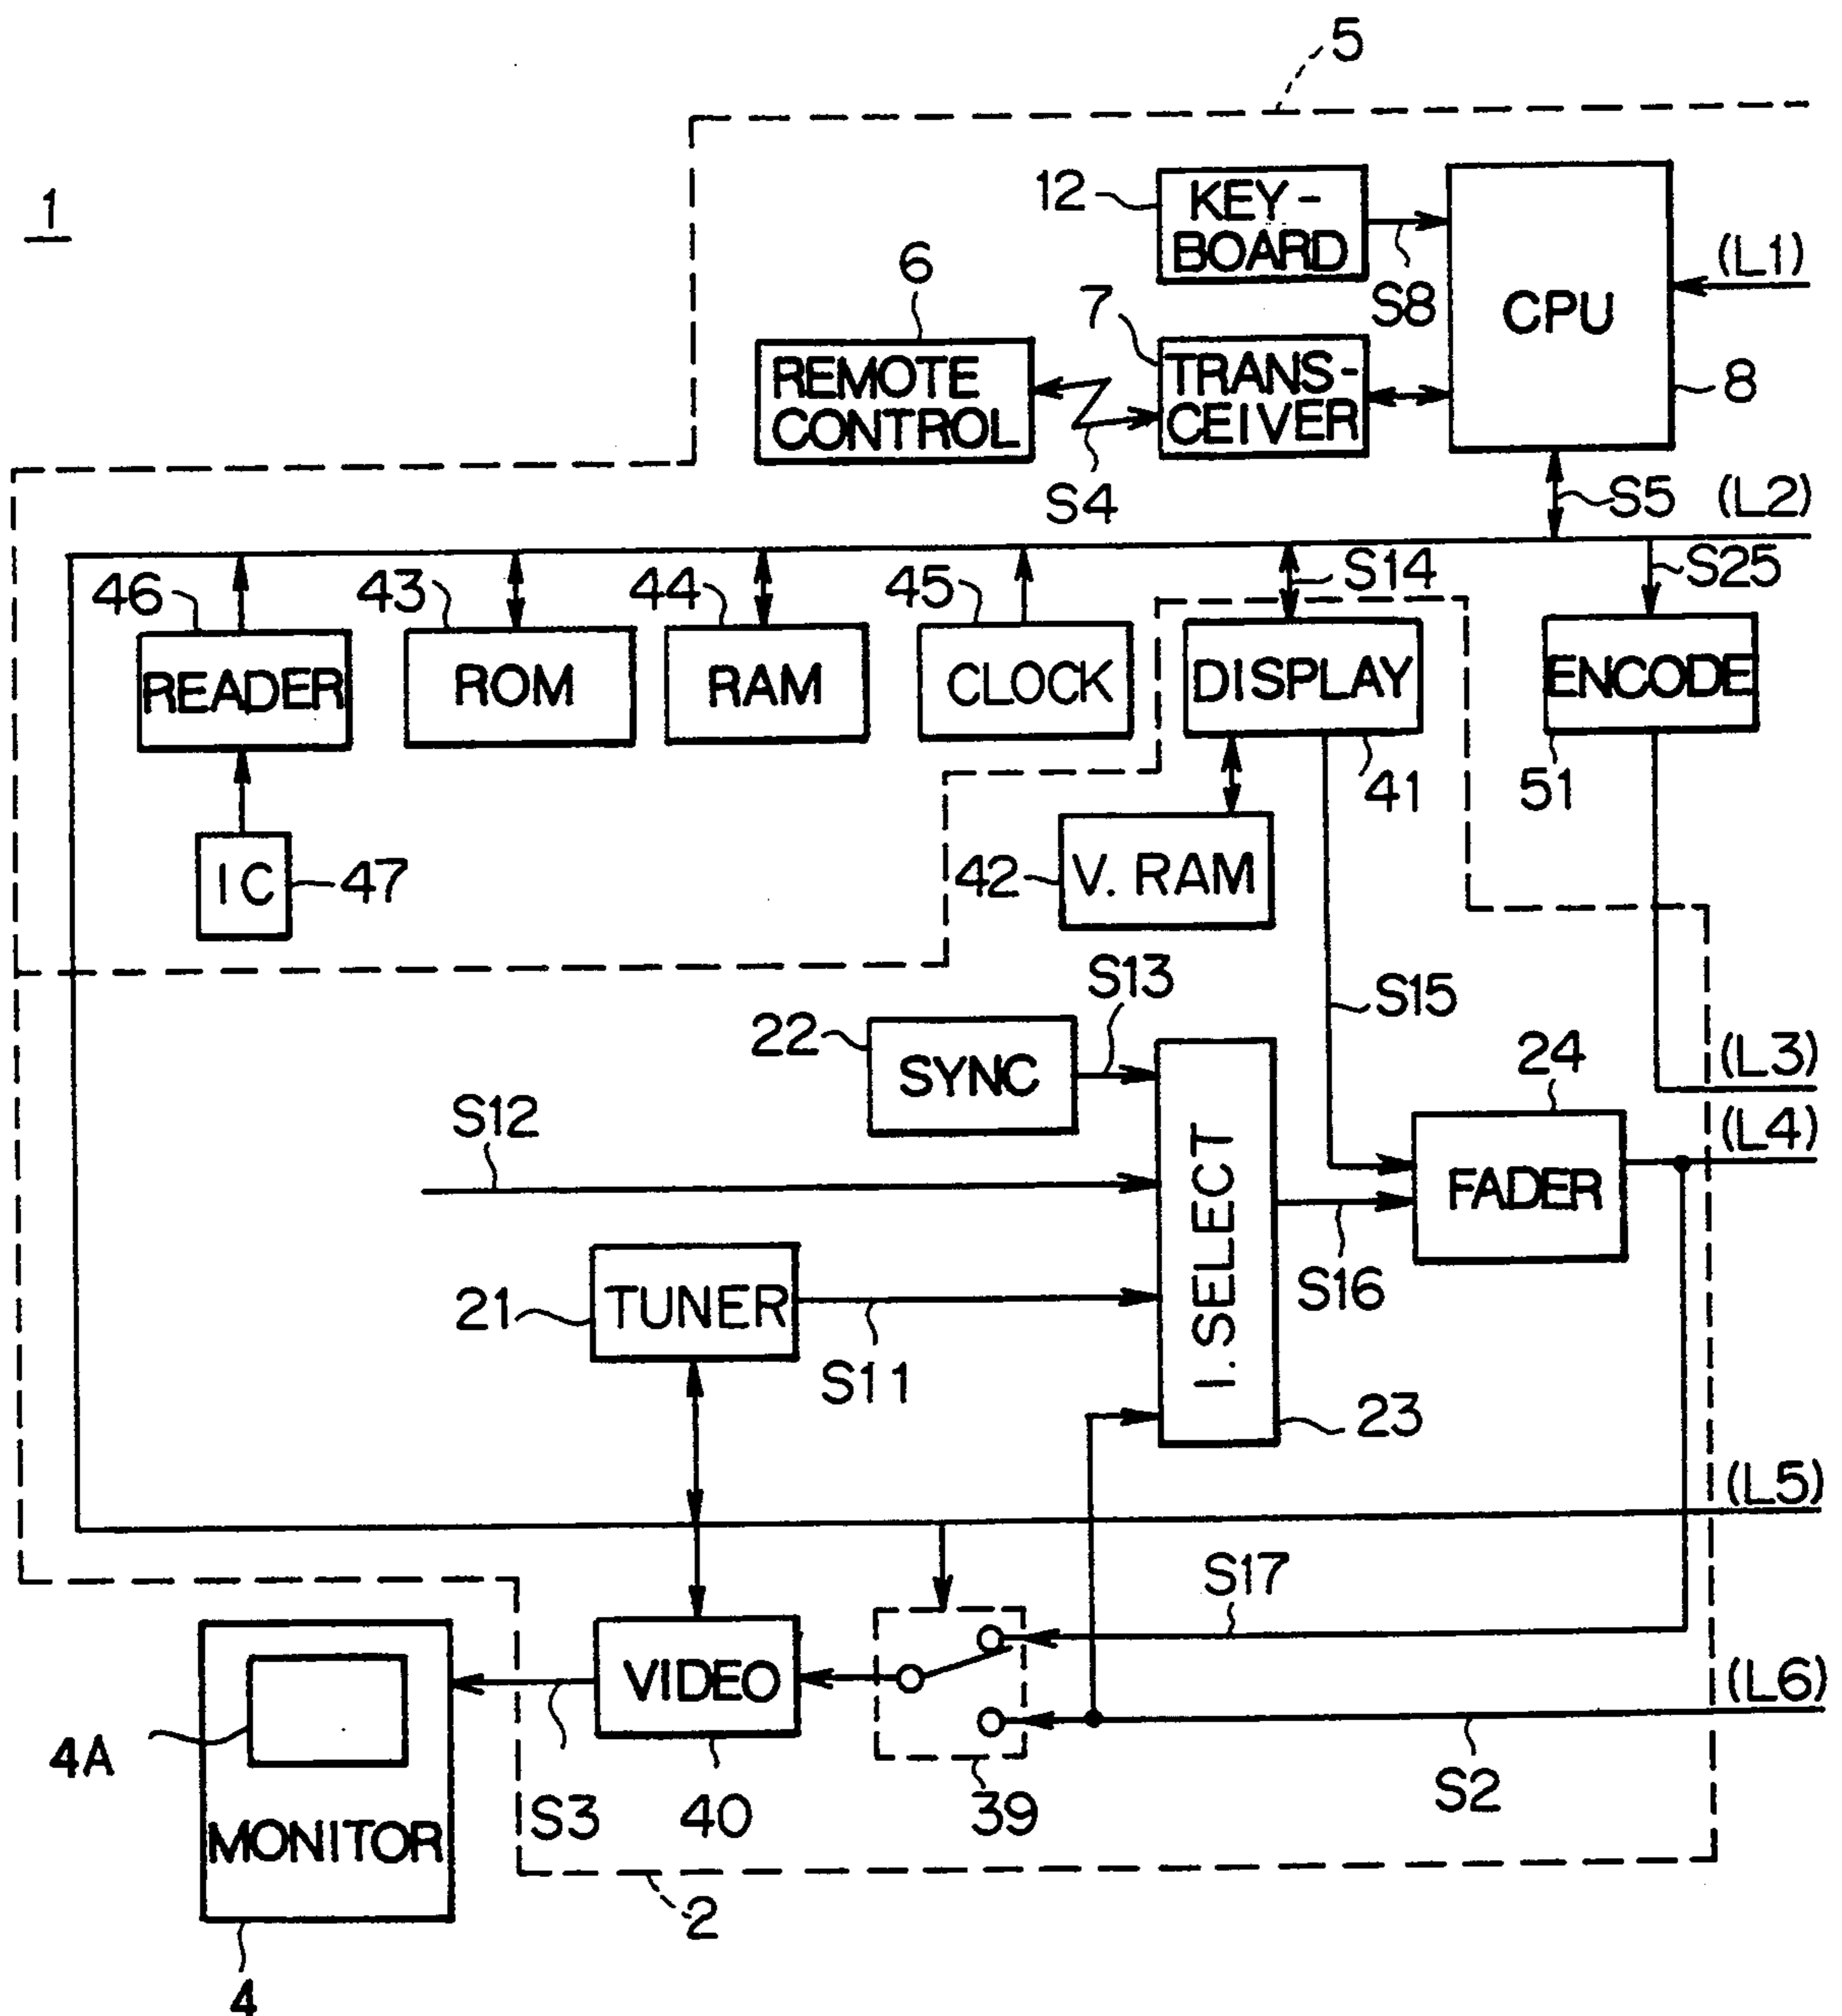 5
1
12
KEY-
BOARD
S8
CPU
(L1)
8
6
REMOTE
CONTROL
7
TRANS-
CEIVER
S4
S5
(L2)
46
READER
43
ROM
44
RAM
45
CLOCK
S14
DISPLAY
41
S25
ENCODE
51
IC
47
42
V. RAM
S15
S13
22
SYNC
S12
21
TUNER
S11
I. SELECT
23
S16
24
FADER
(L3)
(L4)
(L5)
S17
(L6)
S2
39
VIDEO
40
S3
4A
MONITOR
4
2